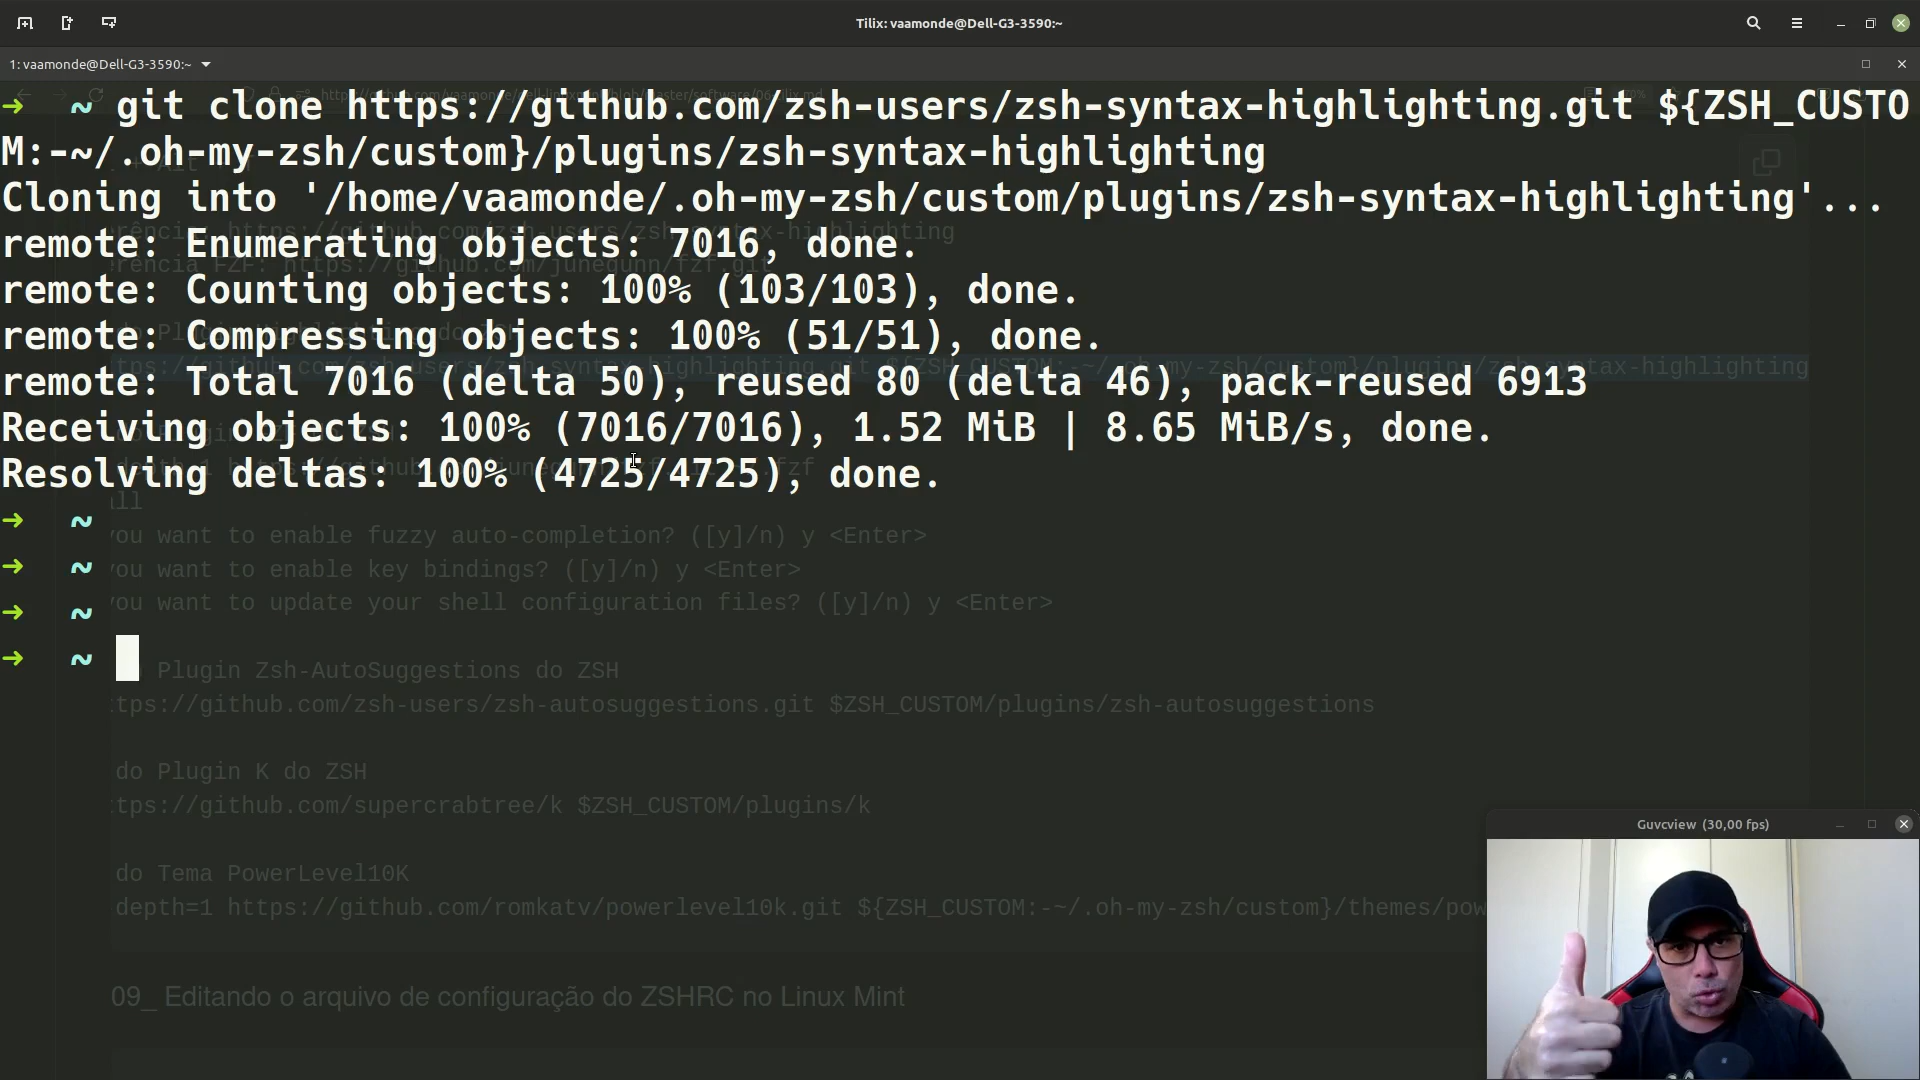 Tilix: vaamonde@Dell-G3-3590:~
1: vaamonde@Dell-G3-3590:~
➜ ~ git clone https://github.com/zsh-users/zsh-syntax-highlighting.git ${ZSH_CUSTO
M:-~/.oh-my-zsh/custom}/plugins/zsh-syntax-highlighting
Cloning into '/home/vaamonde/.oh-my-zsh/custom/plugins/zsh-syntax-highlighting'...
remote: Enumerating objects: 7016, done.
remote: Counting objects: 100% (103/103), done.
remote: Compressing objects: 100% (51/51), done.
remote: Total 7016 (delta 50), reused 80 (delta 46), pack-reused 6913
Receiving objects: 100% (7016/7016), 1.52 MiB | 8.65 MiB/s, done.
Resolving deltas: 100% (4725/4725), done.
➜ ~
you want to enable fuzzy auto-completion? ([y]/n) y <Enter>
➜ ~
you want to enable key bindings? ([y]/n) y <Enter>
➜ ~
you want to update your shell configuration files? ([y]/n) y <Enter>
➜ ~
Plugin Zsh-AutoSuggestions do ZSH
tps://github.com/zsh-users/zsh-autosuggestions.git $ZSH_CUSTOM/plugins/zsh-autosuggestions
do Plugin K do ZSH
tps://github.com/supercrabtree/k $ZSH_CUSTOM/plugins/k
do Tema PowerLevel10K
depth=1 https://github.com/romkatv/powerlevel10k.git ${ZSH_CUSTOM:-~/.oh-my-zsh/custom}/themes/pow
09_ Editando o arquivo de configuração do ZSHRC no Linux Mint
Guvcview (30,00 fps)